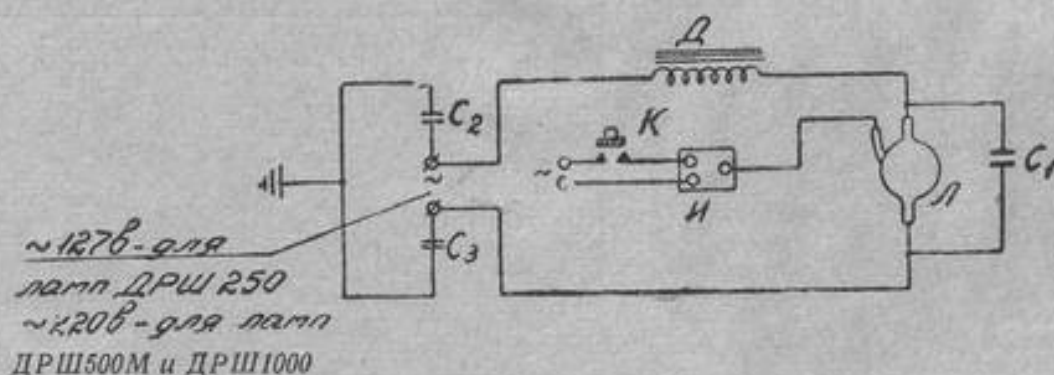 Д
C₂
К
~
~
И
Л
C₁
C₃
~127в-для
ламп ДРШ 250
~220в-для ламп
ДРШ500М и ДРШ1000